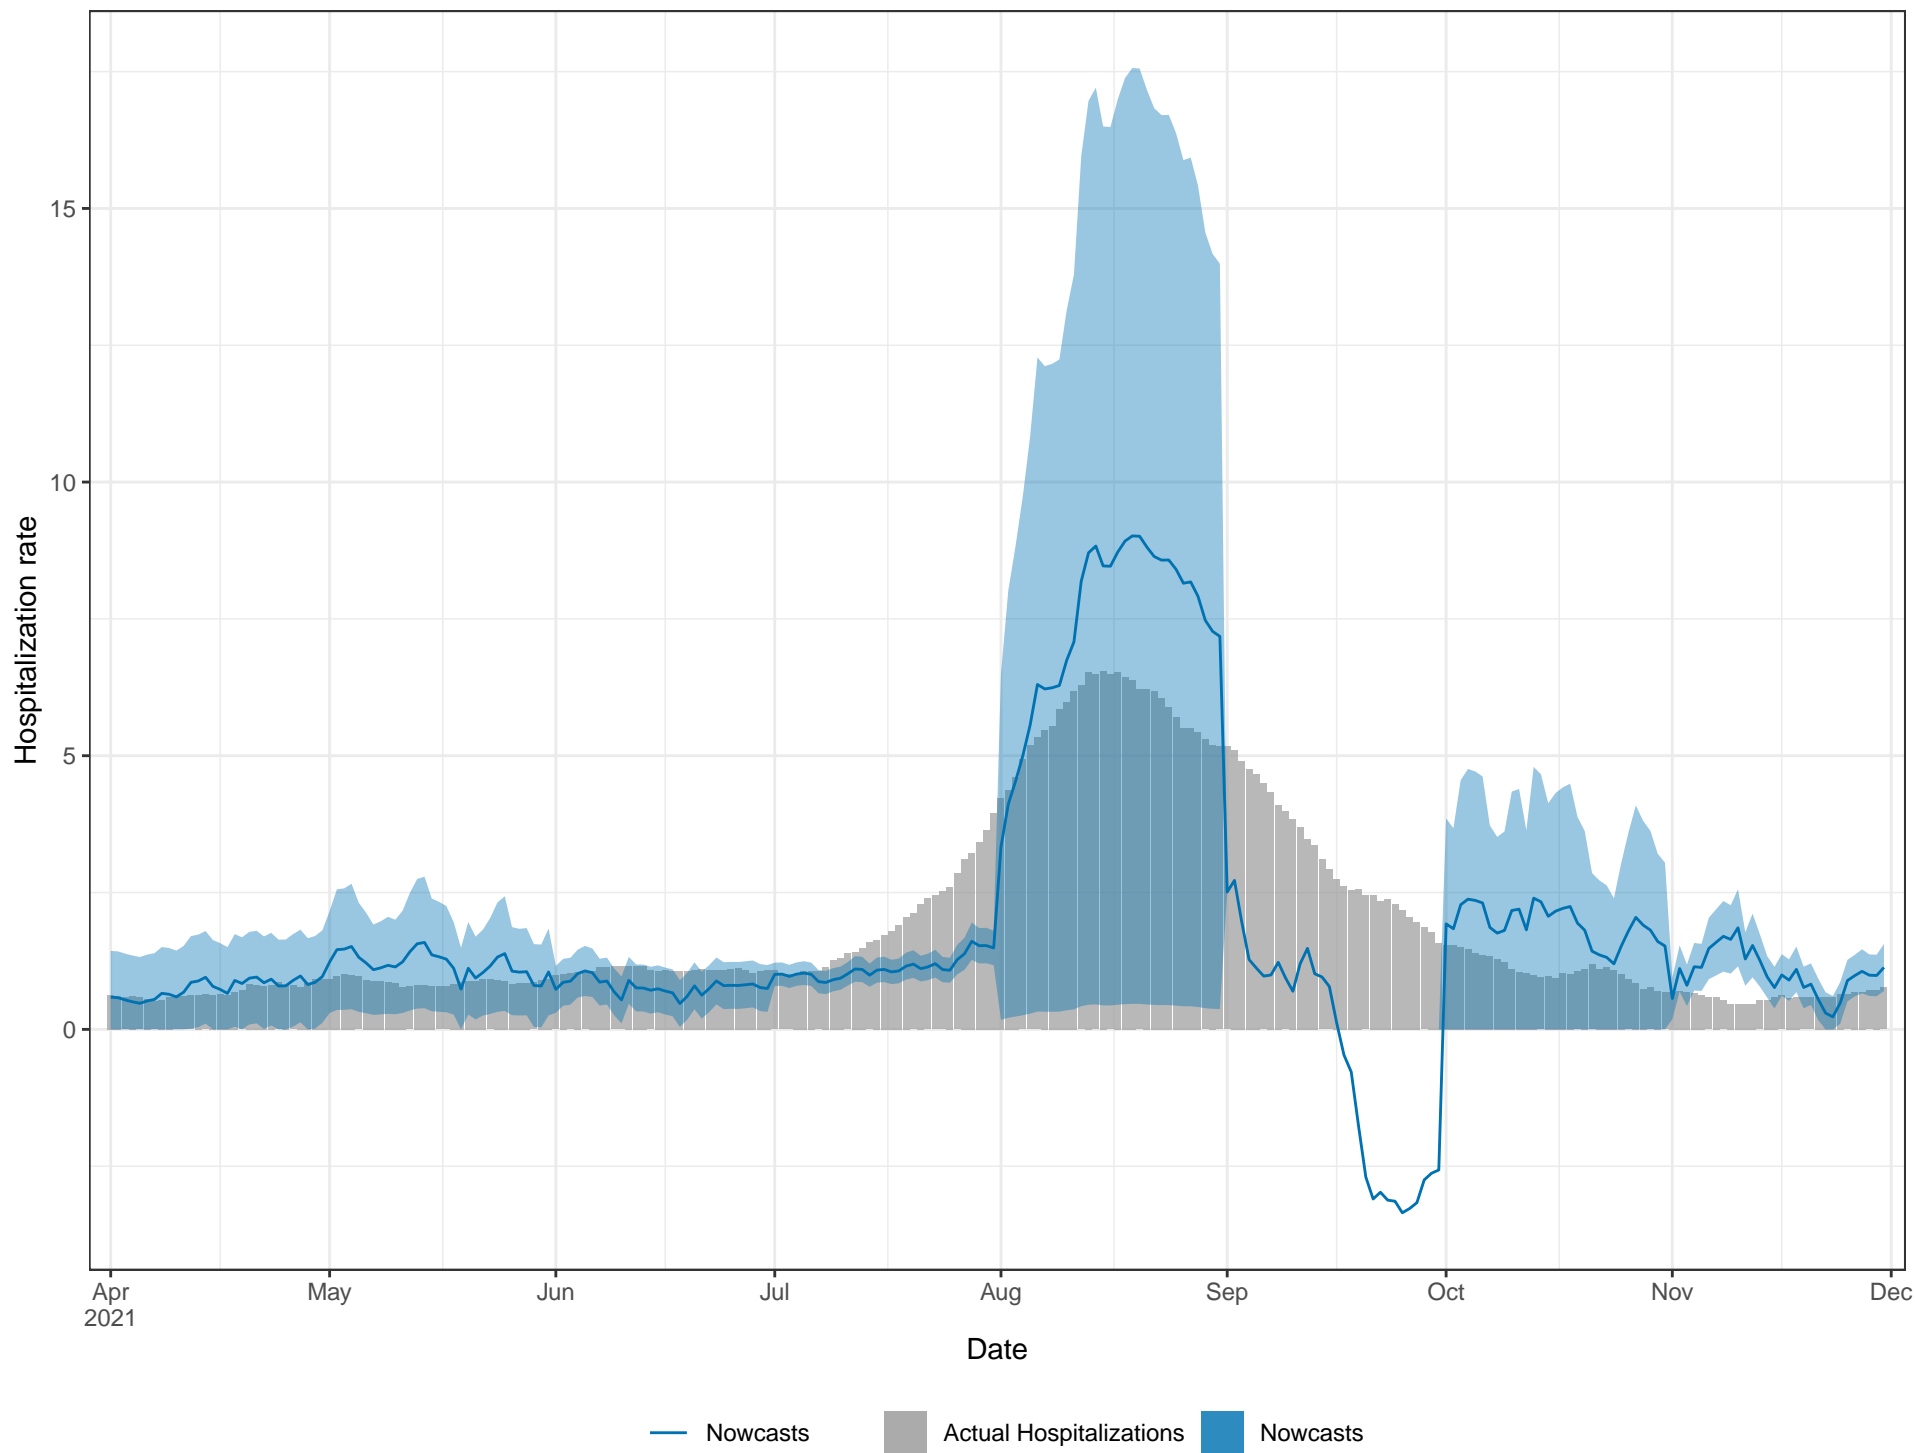 Hospitalization rate
15
10
5
0
Apr May Jun Jul Aug Sep Oct Nov Dec
2021
Date
Nowcasts Actual Hospitalizations Nowcasts